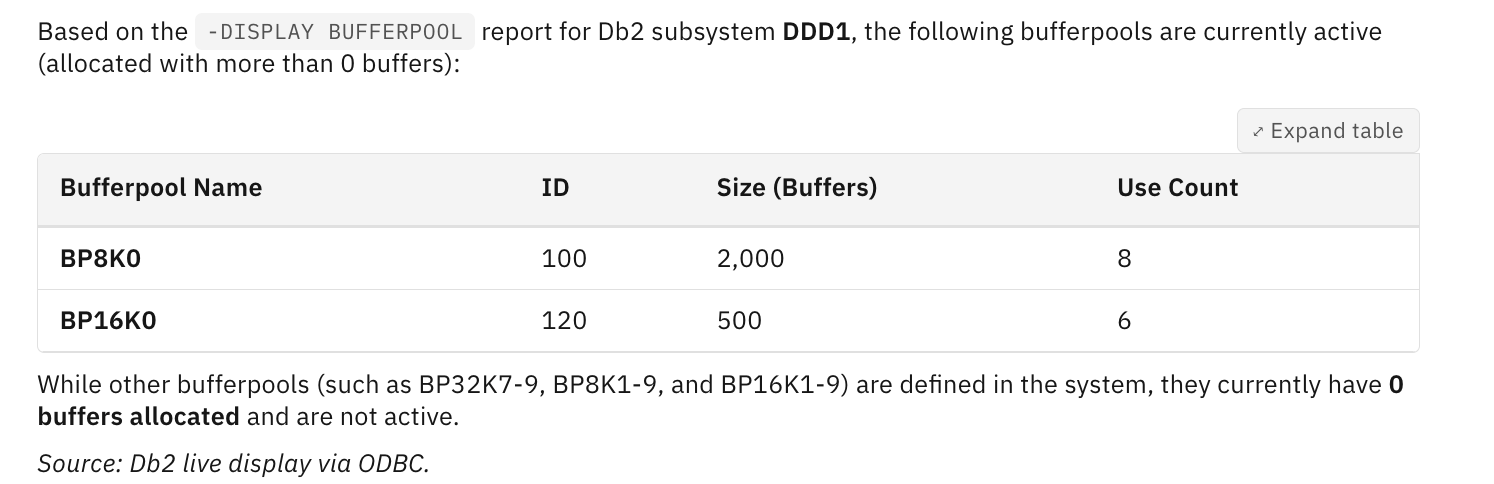 Based on the -DISPLAY BUFFERPOOL report for Db2 subsystem DDD1, the following bufferpools are currently active
(allocated with more than 0 buffers):
Expand table
Bufferpool Name ID Size (Buffers) Use Count
BP8K0 100 2,000 8
BP16K0 120 500 6
While other bufferpools (such as BP32K7-9, BP8K1-9, and BP16K1-9) are defined in the system, they currently have 0
buffers allocated and are not active.
Source: Db2 live display via ODBC.